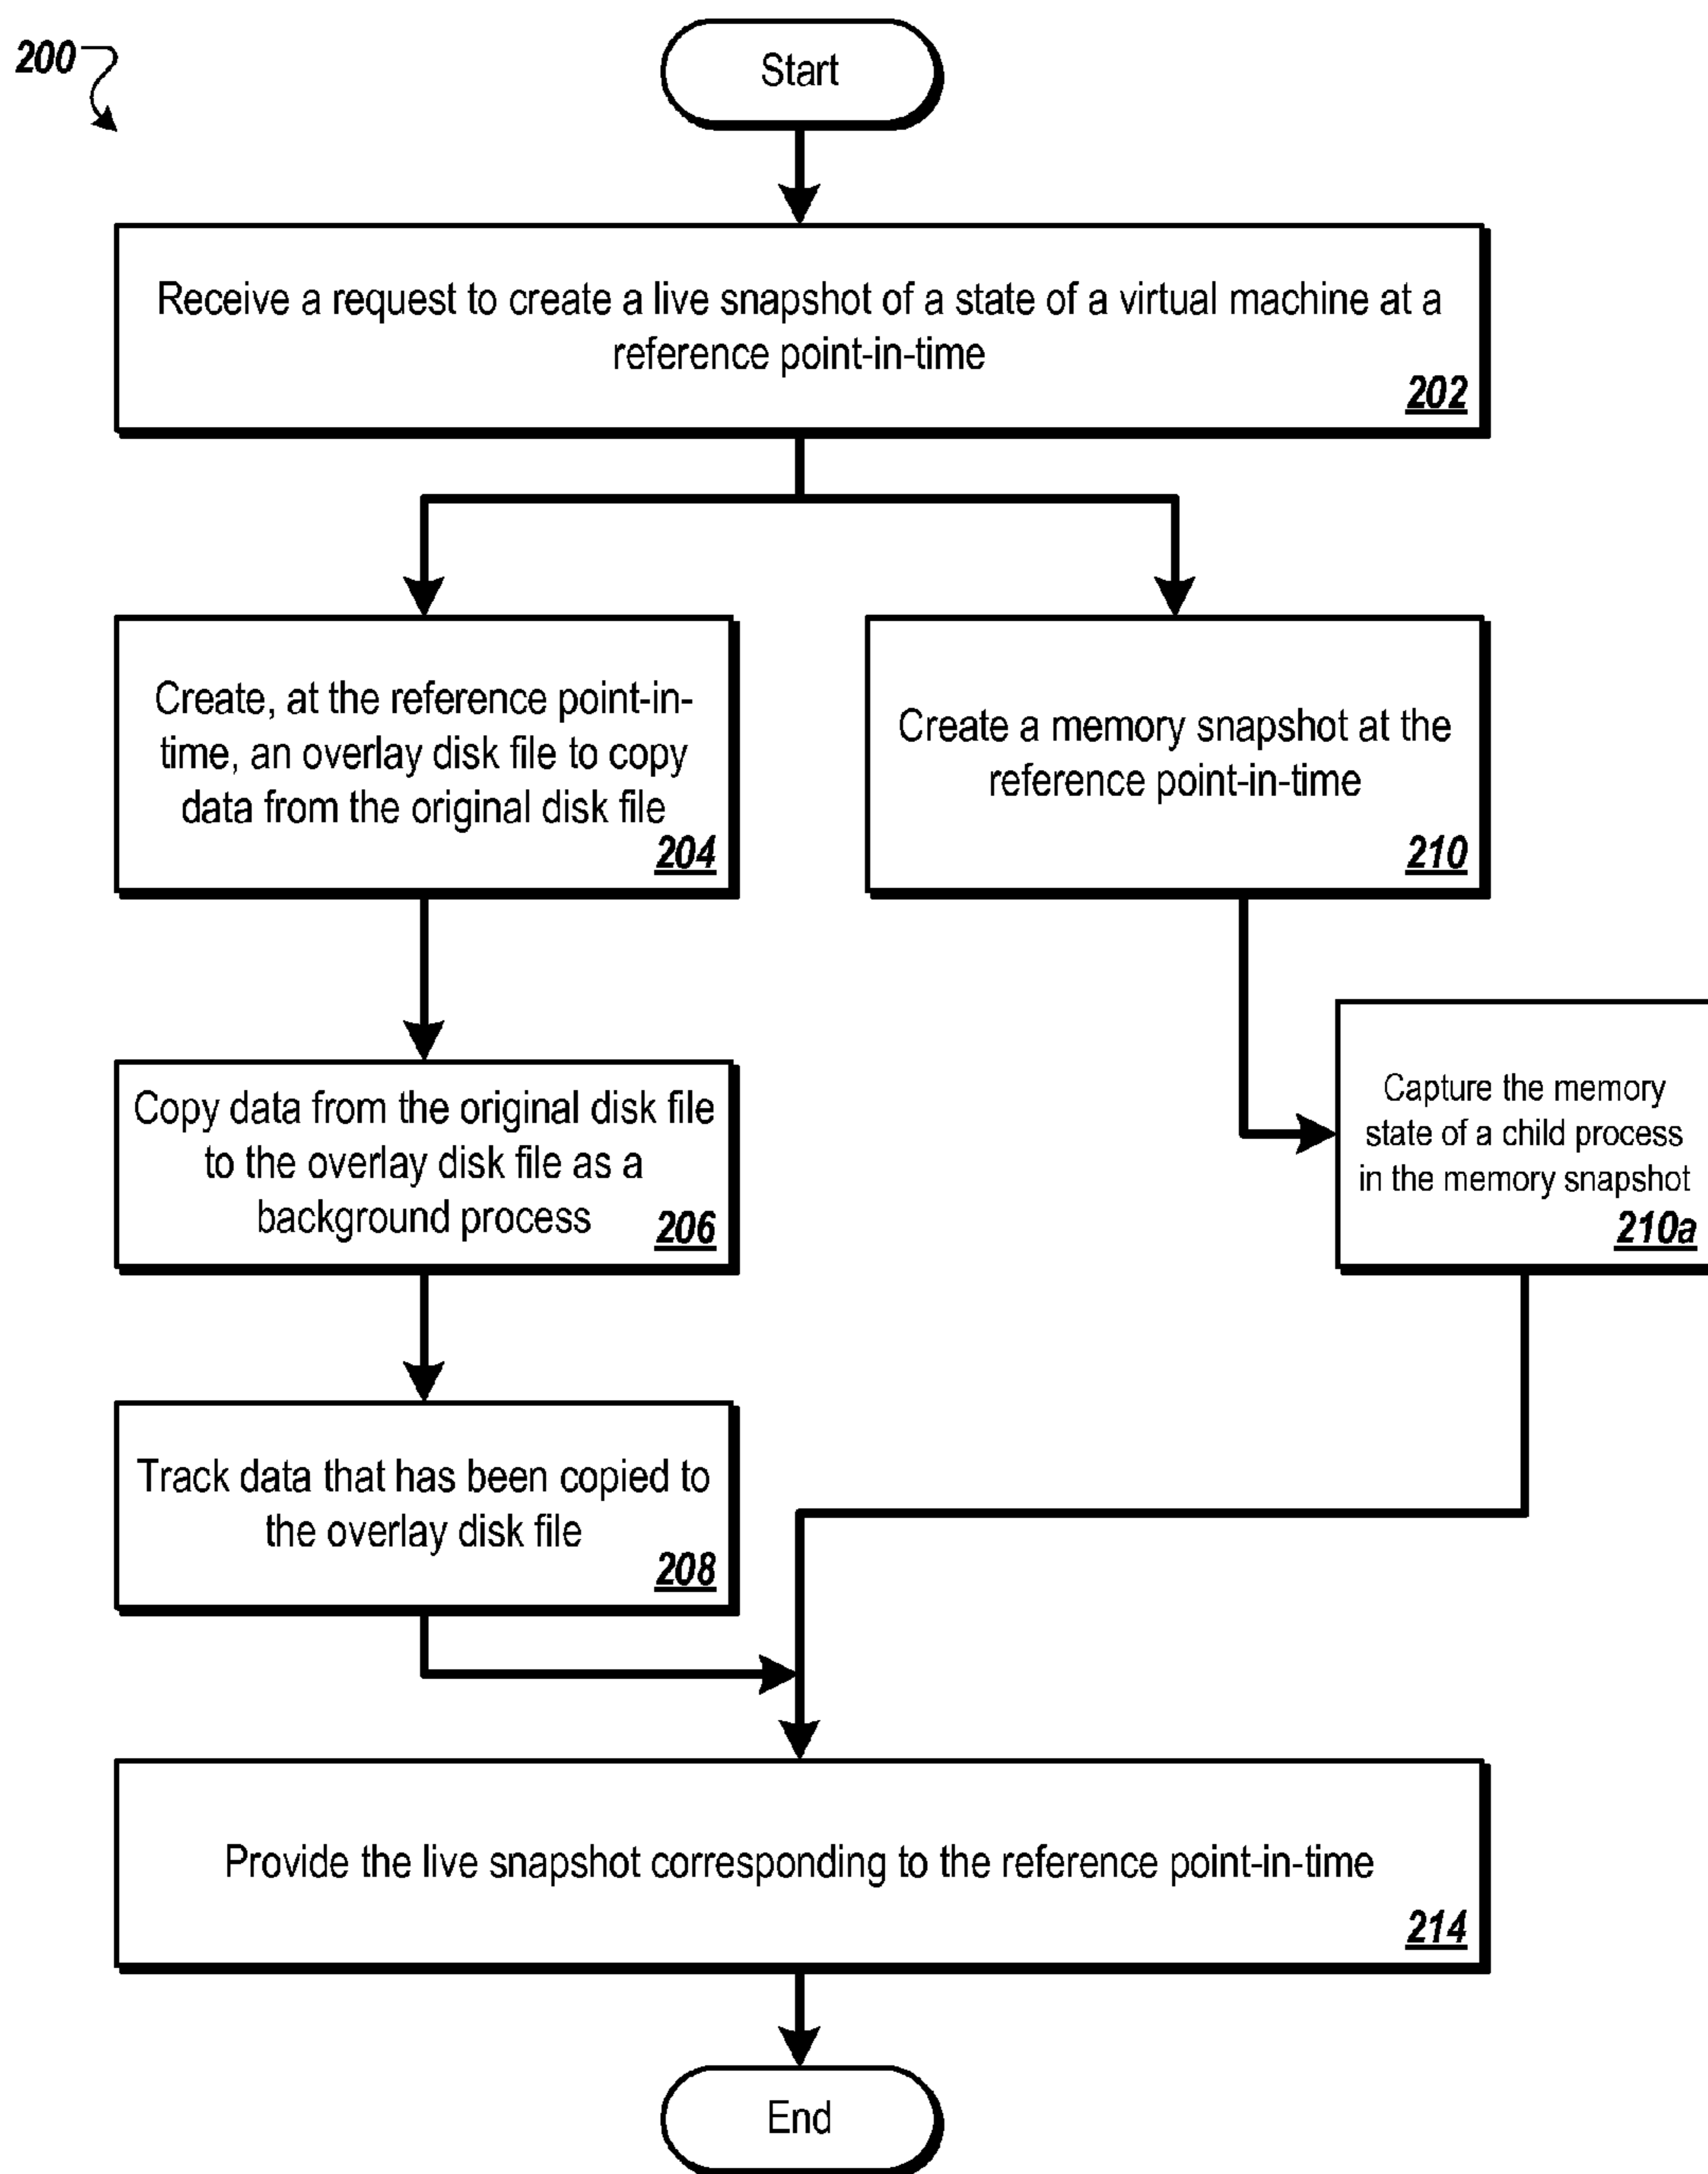 200
Start
Receive a request to create a live snapshot of a state of a virtual machine at a
reference point-in-time
202
Create, at the reference point-in-
time, an overlay disk file to copy
data from the original disk file
204
Create a memory snapshot at the
reference point-in-time
210
Copy data from the original disk file
to the overlay disk file as a
background process
206
Capture the memory
state of a child process
in the memory snapshot
210a
Track data that has been copied to
the overlay disk file
208
Provide the live snapshot corresponding to the reference point-in-time
214
End